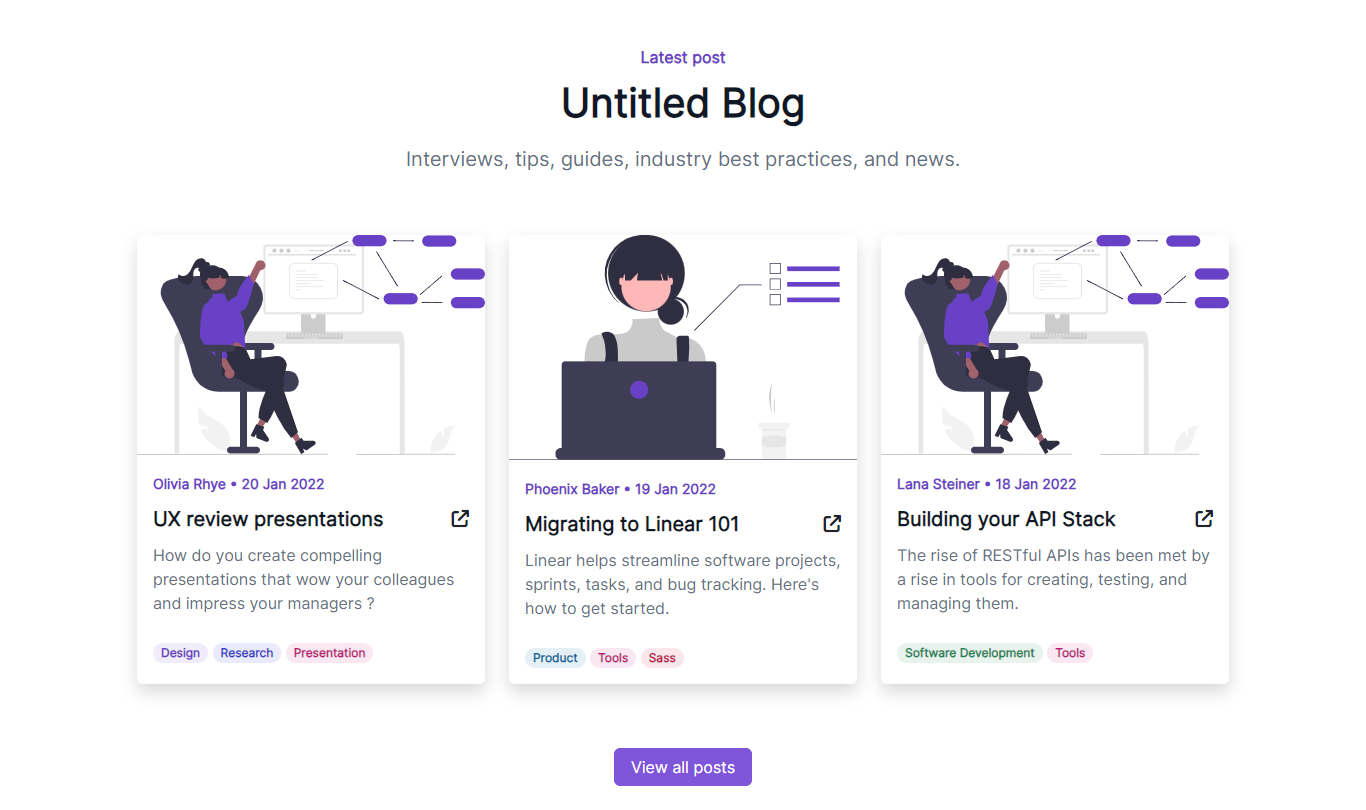 Latest post
Untitled Blog
Interviews, tips, guides, industry best practices, and news.
Olivia Rhye • 20 Jan 2022
UX review presentations
How do you create compelling
presentations that wow your colleagues
and impress your managers ?
Design Research Presentation
Phoenix Baker • 19 Jan 2022
Migrating to Linear 101
Linear helps streamline software projects,
sprints, tasks, and bug tracking. Here's
how to get started.
Product Tools Sass
Lana Steiner • 18 Jan 2022
Building your API Stack
The rise of RESTful APIs has been met by
a rise in tools for creating, testing, and
managing them.
Software Development Tools
View all posts